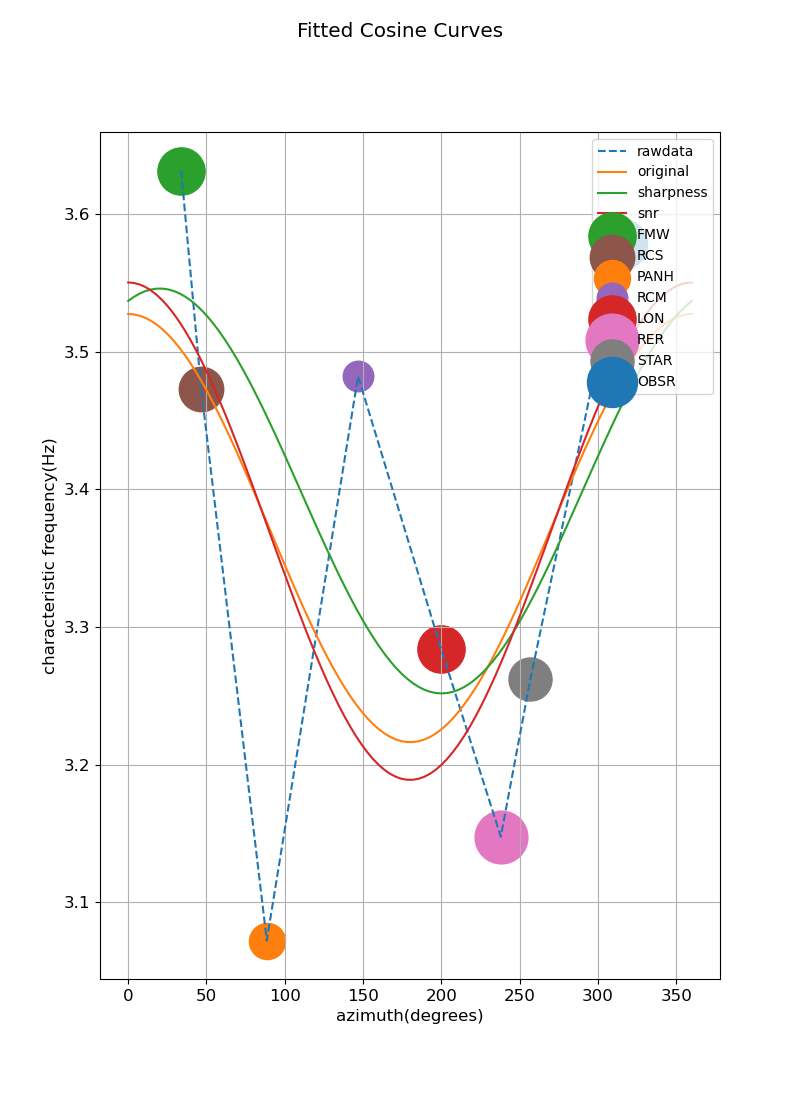 Fitted Cosine Curves
characteristic frequency(Hz)
3.6
3.5
3.4
3.3
3.2
3.1
rawdata
original
sharpness
snr
FMW
RCS
PANH
RCM
LON
RER
STAR
OBSR
0 50 100 150 200 250 300 350
azimuth(degrees)